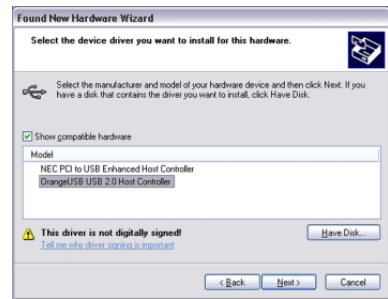 Found New Hardware Wizard
Select the device driver you want to install for this hardware.
Select the manufacturer and model of your hardware device and then click Next. If you
have a disk that contains the driver you want to install, click Have Disk.
Show compatible hardware
Model
NEC PCI to USB Enhanced Host Controller
OrangeUSB USB 2.0 Host Controller
This driver is not digitally signed!
Have Disk...
Tell me why driver signing is important
< Back
Next >
Cancel